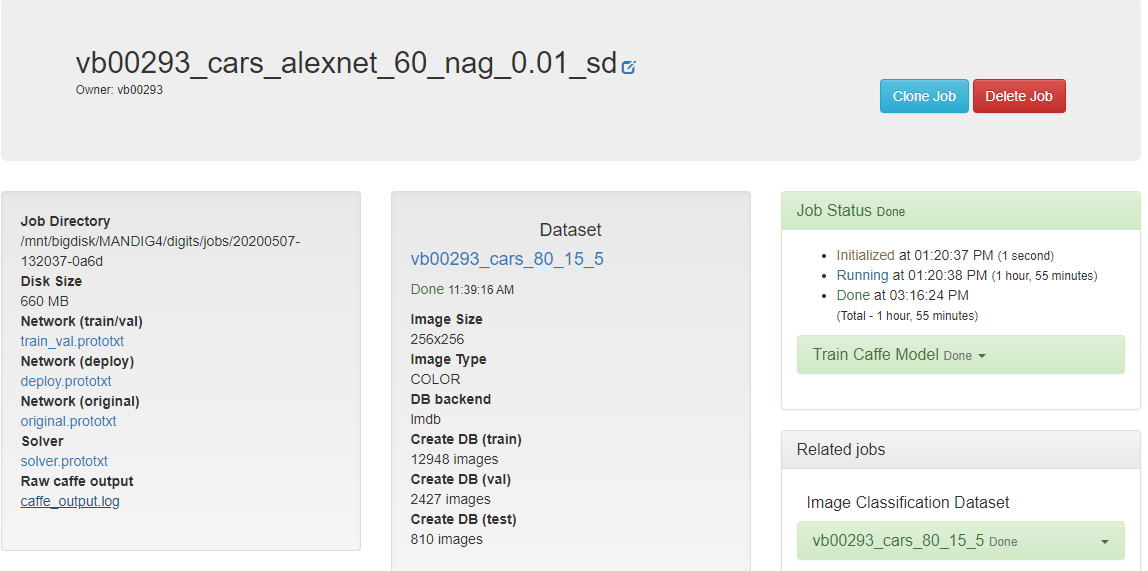 vb00293_cars_alexnet_60_nag_0.01_sd
Owner: vb00293
Clone Job
Delete Job
Job Directory
/mnt/bigdisk/MANDIG4/digits/jobs/20200507-
132037-0a6d
Disk Size
660 MB
Network (train/val)
train_val.prototxt
Network (deploy)
deploy.prototxt
Network (original)
original.prototxt
Solver
solver.prototxt
Raw caffe output
caffe_output.log
Dataset
vb00293_cars_80_15_5
Done 11:39:16 AM
Image Size
256x256
Image Type
COLOR
DB backend
lmdb
Create DB (train)
12948 images
Create DB (val)
2427 images
Create DB (test)
810 images
Job Status Done
Initialized at 01:20:37 PM (1 second)
Running at 01:20:38 PM (1 hour, 55 minutes)
Done at 03:16:24 PM
(Total - 1 hour, 55 minutes)
Train Caffe Model Done
Related jobs
Image Classification Dataset
vb00293_cars_80_15_5 Done